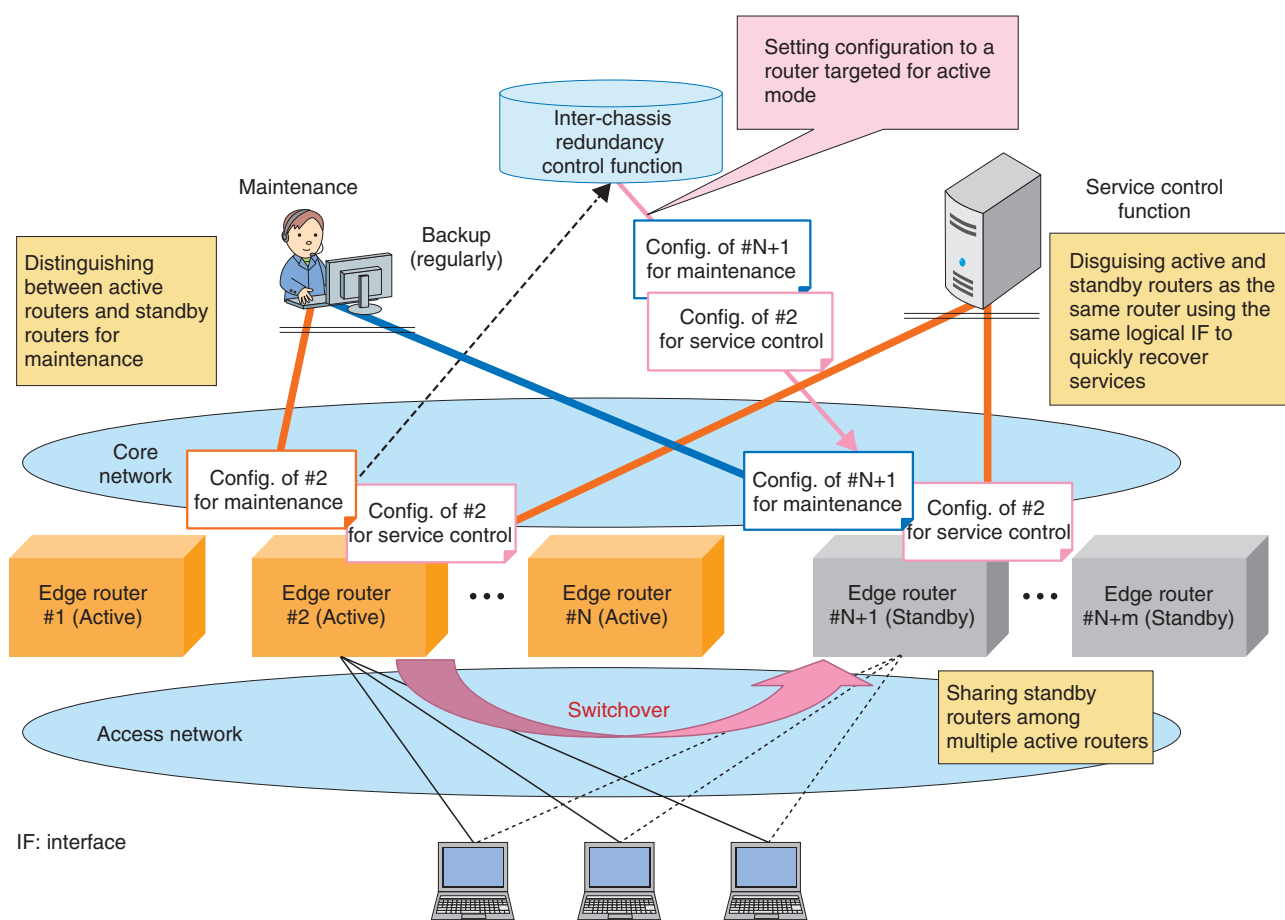 Setting configuration to a
router targeted for active
mode
Inter-chassis
redundancy
control function
Maintenance
Service control
function
Backup
(regularly)
Config. of #N+1
for maintenance
Distinguishing
between active
routers and standby
routers for
maintenance
Disguising active and
standby routers as the
same router using the
same logical IF to
quickly recover
services
Config. of #2
for service control
Core
network
Config. of #2
for maintenance
Config. of #2
for service control
Config. of #N+1
for maintenance
Config. of #2
for service control
Edge router
#1 (Active)
Edge router
#2 (Active)
•••
Edge router
#N (Active)
Edge router
#N+1 (Standby)
•••
Edge router
#N+m (Standby)
Switchover
Access network
Sharing standby
routers among
multiple active routers
IF: interface